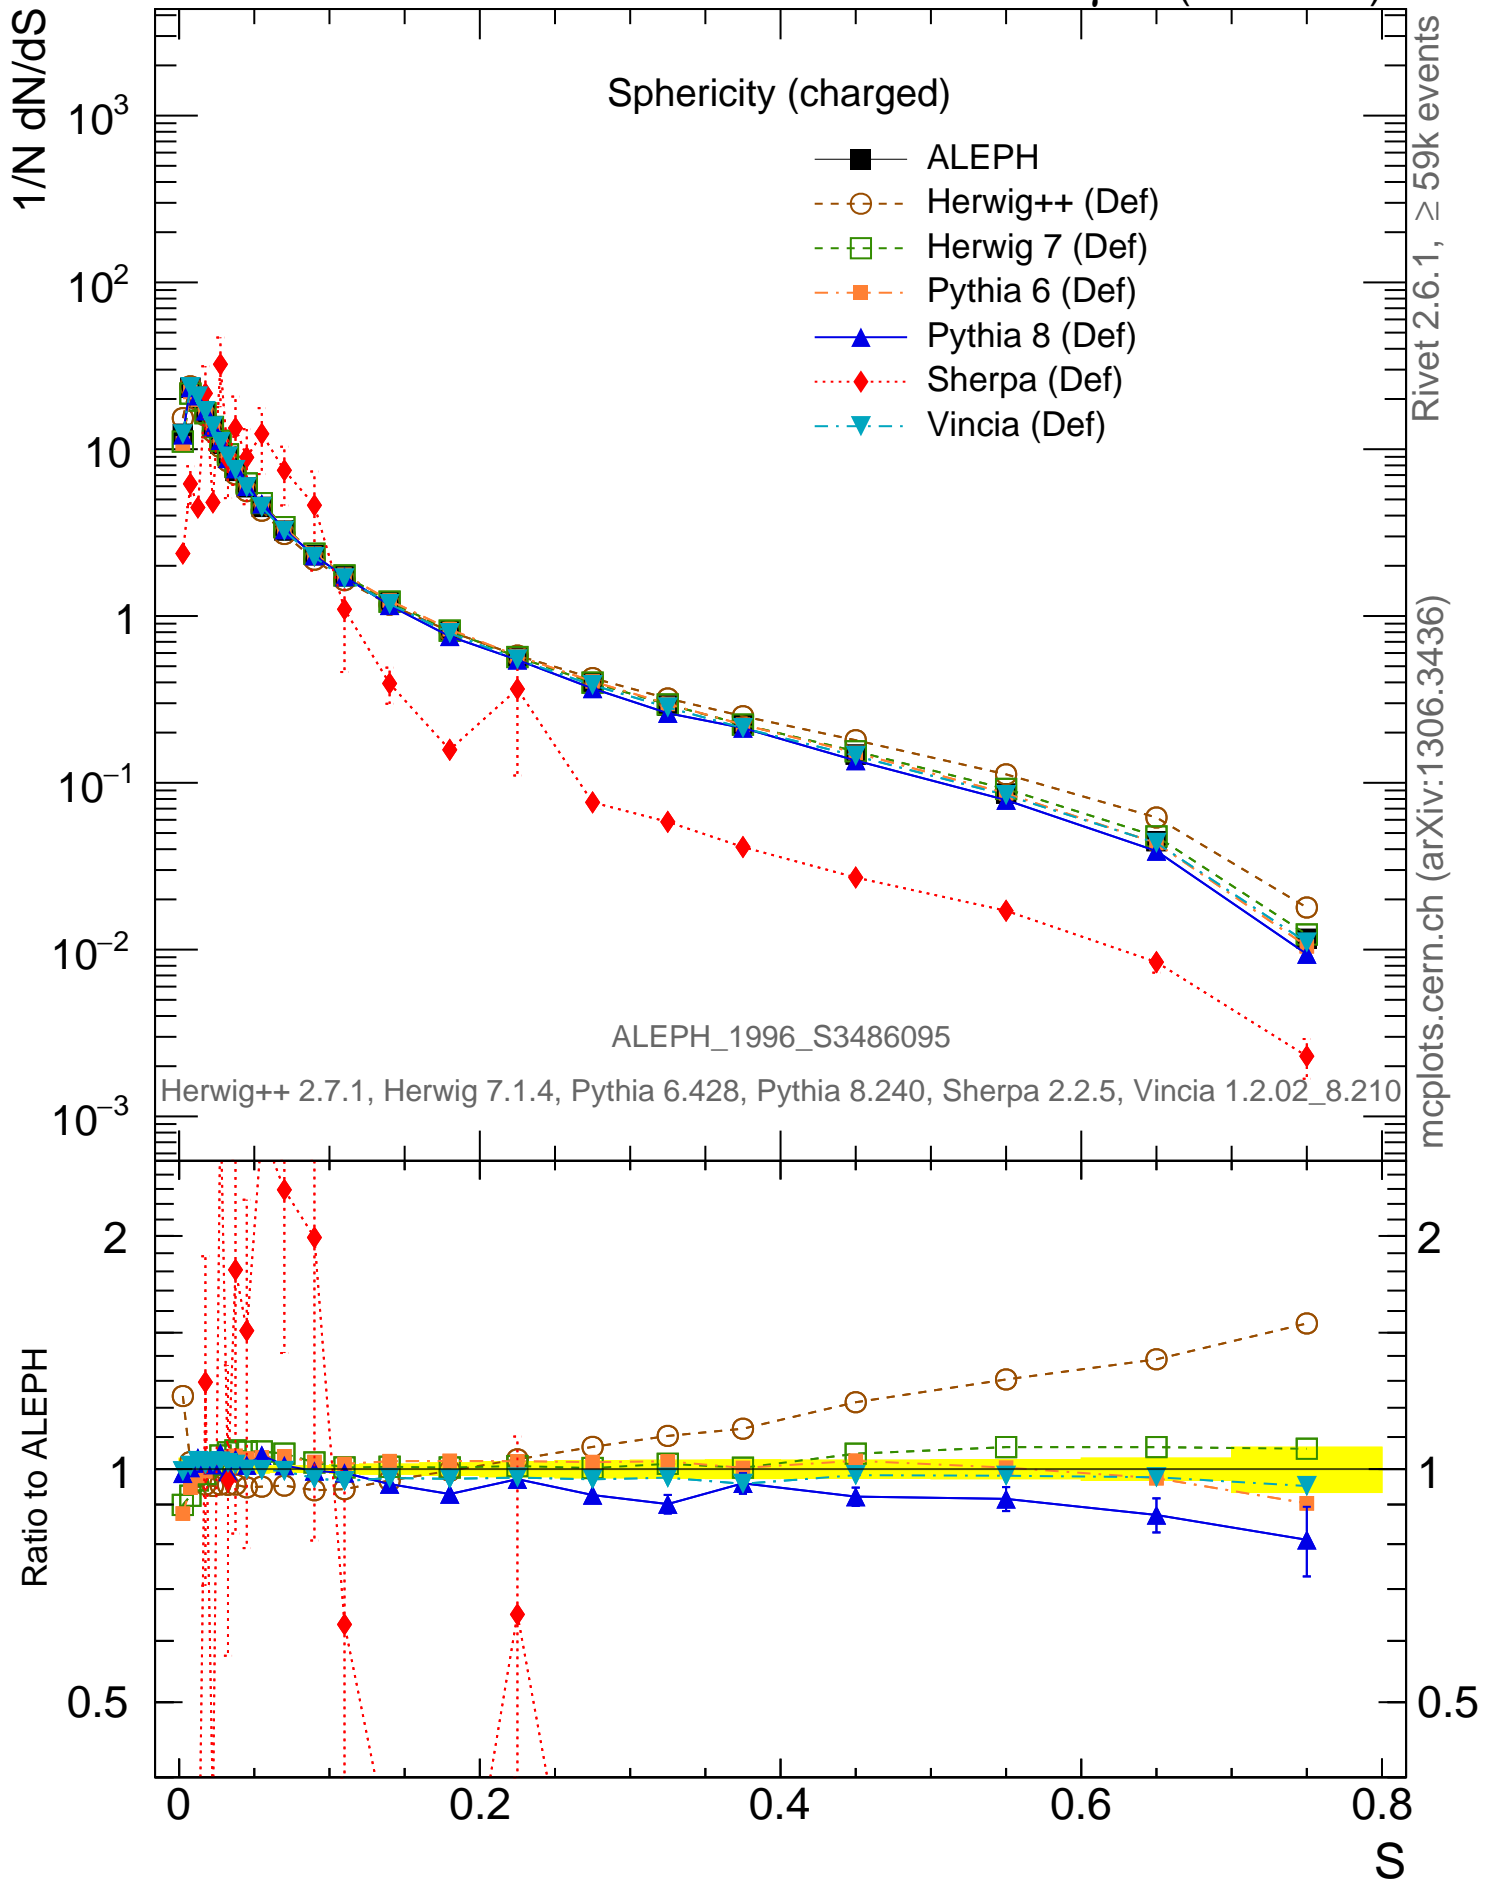 1/N dN/dS
Sphericity (charged)
ALEPH
Herwig++ (Def)
Herwig 7 (Def)
Pythia 6 (Def)
Pythia 8 (Def)
Sherpa (Def)
Vincia (Def)
10³
10²
10
1
10⁻¹
10⁻²
10⁻³
ALEPH_1996_S3486095
Herwig++ 2.7.1, Herwig 7.1.4, Pythia 6.428, Pythia 8.240, Sherpa 2.2.5, Vincia 1.2.02_8.210
Rivet 2.6.1, ≥ 59k events
mcplots.cern.ch (arXiv:1306.3436)
Ratio to ALEPH
2
1
0.5
2
1
0.5
0 0.2 0.4 0.6 0.8
S